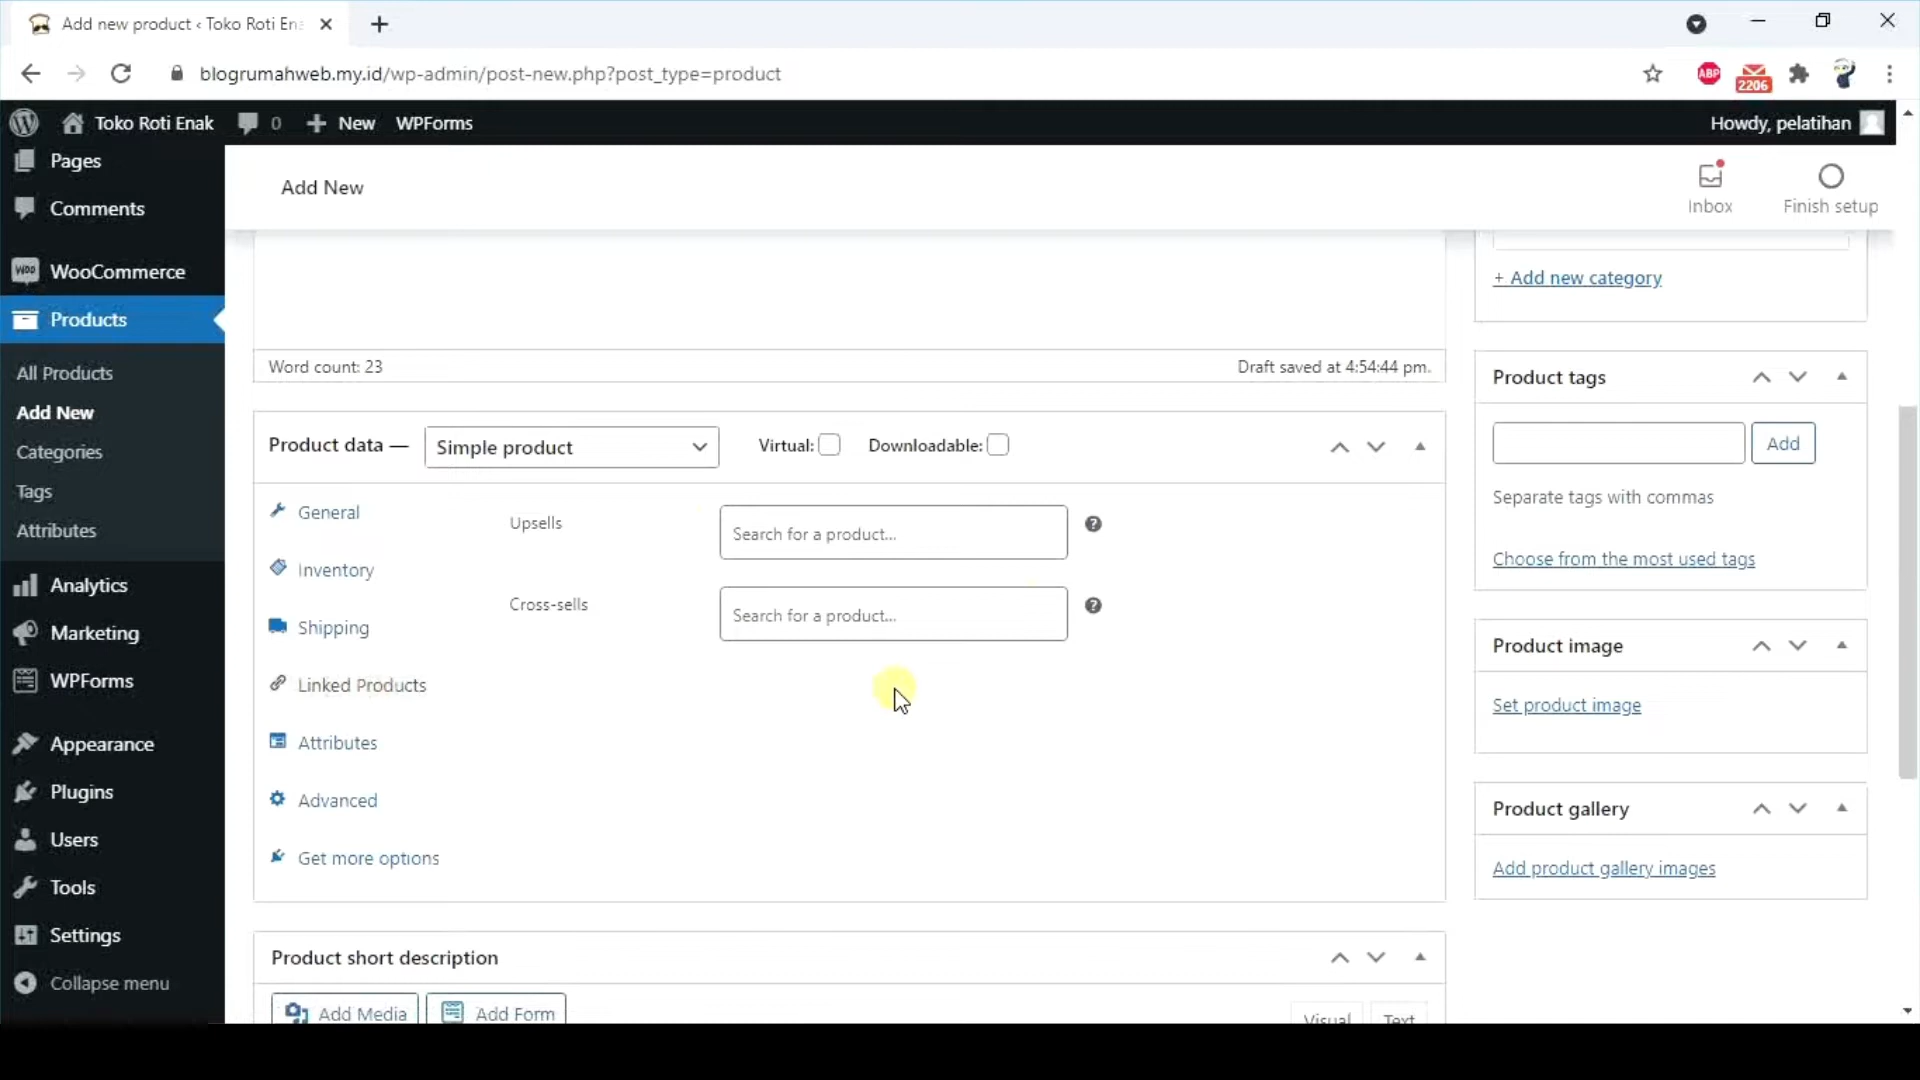 Add new product ‹ Toko Roti En
blogrumahweb.my.id/wp-admin/post-new.php?post_type=product
ABP
2206
Toko Roti Enak
0
New
WPForms
Howdy, pelatihan
Pages
Comments
Woo
WooCommerce
Products
All Products
Add New
Categories
Tags
Attributes
Analytics
Marketing
WPForms
Appearance
Plugins
Users
Tools
Settings
Collapse menu
Add New
Inbox
Finish setup
Word count: 23
Draft saved at 4:54:44 pm.
Product data —
Simple product
Virtual:
Downloadable:
General
Inventory
Shipping
Linked Products
Attributes
Advanced
Get more options
Upsells
Search for a product...
Cross-sells
Search for a product...
Product short description
Add Media
Add Form
Visual
Text
+ Add new category
Product tags
Add
Separate tags with commas
Choose from the most used tags
Product image
Set product image
Product gallery
Add product gallery images